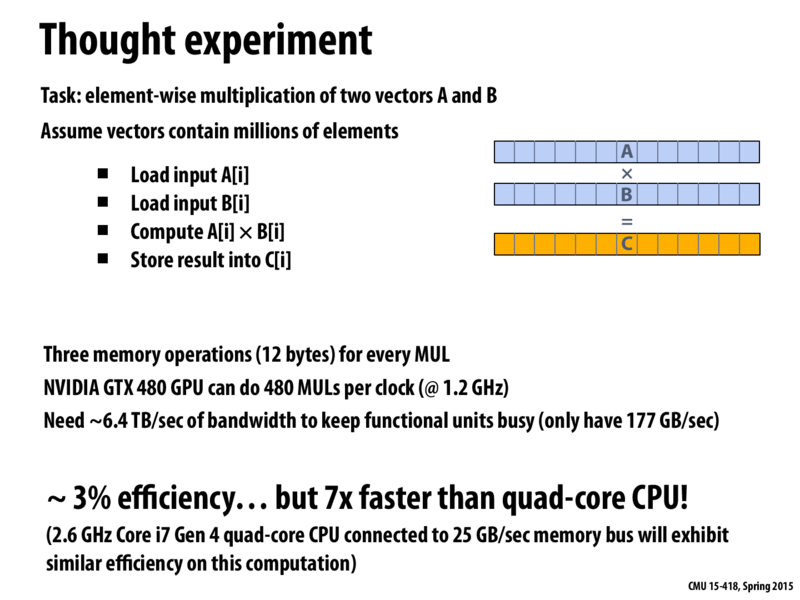 Thought experiment
Task: element-wise multiplication of two vectors A and B
Assume vectors contain millions of elements
■ Load input A[i]
■ Load input B[i]
■ Compute A[i] × B[i]
■ Store result into C[i]
A
×
B
=
C
Three memory operations (12 bytes) for every MUL
NVIDIA GTX 480 GPU can do 480 MULs per clock (@ 1.2 GHz)
Need ~6.4 TB/sec of bandwidth to keep functional units busy (only have 177 GB/sec)
~ 3% efficiency… but 7x faster than quad-core CPU!
(2.6 GHz Core i7 Gen 4 quad-core CPU connected to 25 GB/sec memory bus will exhibit
similar efficiency on this computation)
CMU 15-418, Spring 2015